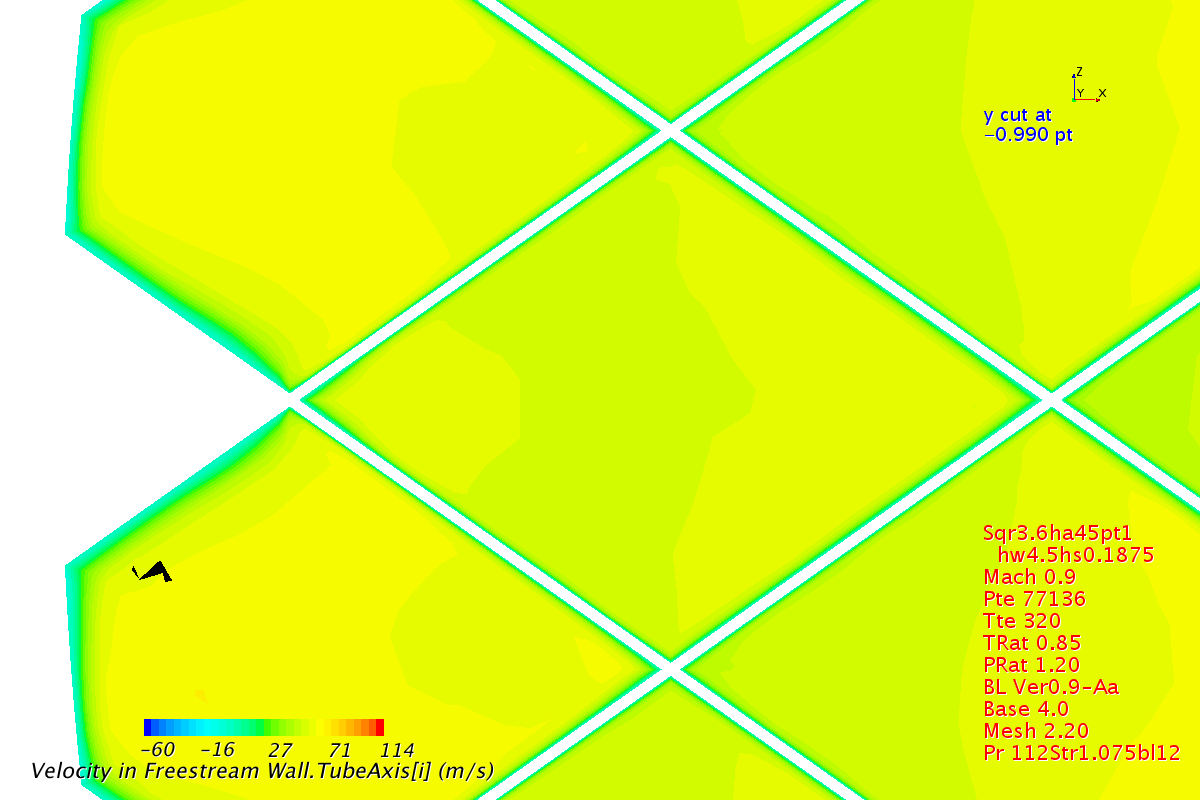 Z
Y X
y cut at
−0.990 pt
Sqr3.6ha45pt1
hw4.5hs0.1875
Mach 0.9
Pte 77136
Tte 320
TRat 0.85
PRat 1.20
BL Ver0.9−Aa
Base 4.0
Mesh 2.20
Pr 112Str1.075bl12
−60 −16 27 71 114
Velocity in Freestream Wall.TubeAxis[i] (m/s)